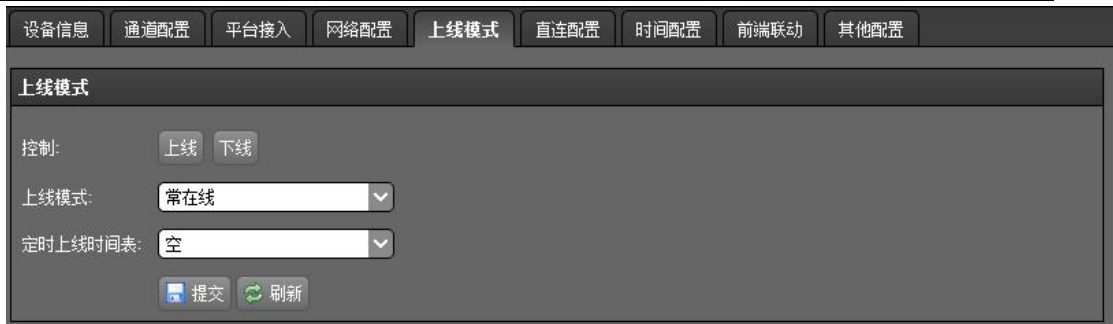 设备信息 通道配置 平台接入 网络配置 上线模式 直连配置 时间配置 前端联动 其他配置
上线模式
控制: 上线 下线
上线模式: 常在线
定时上线时间表: 空
提交 刷新